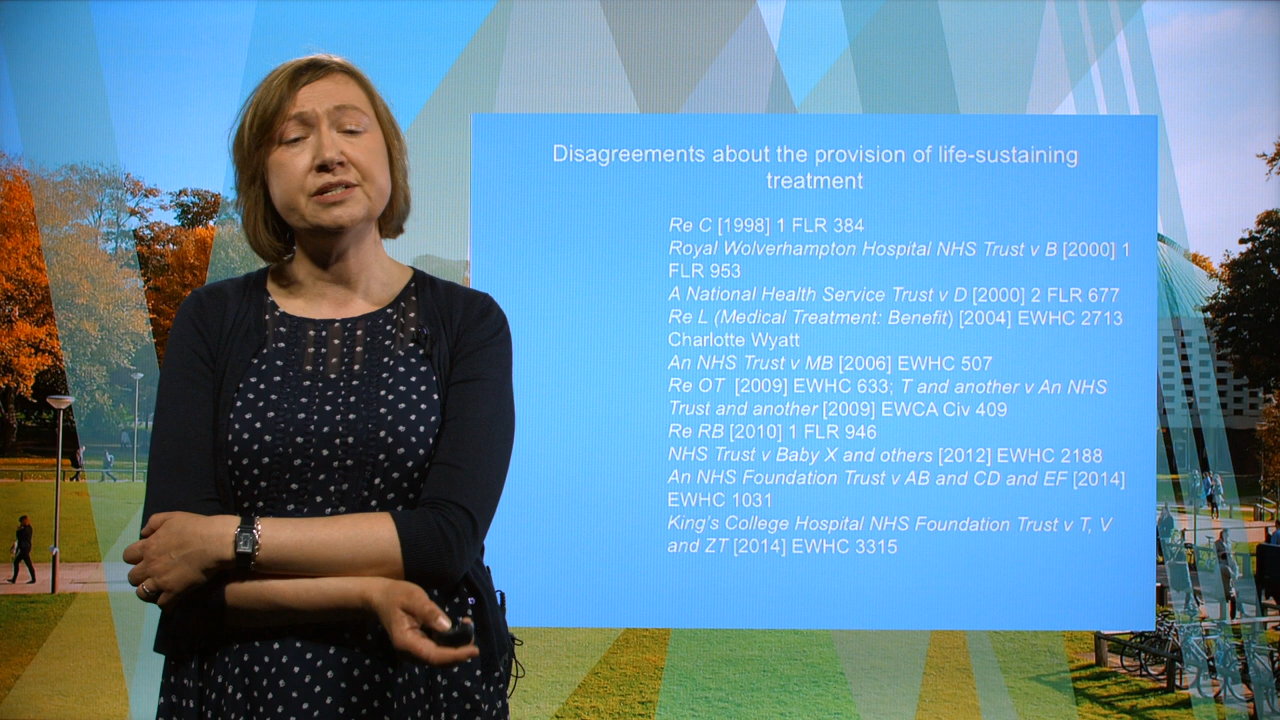 Disagreements about the provision of life-sustaining
treatment
Re C [1998] 1 FLR 384
Royal Wolverhampton Hospital NHS Trust v B [2000] 1
FLR 953
A National Health Service Trust v D [2000] 2 FLR 677
Re L (Medical Treatment: Benefit) [2004] EWHC 2713
Charlotte Wyatt
An NHS Trust v MB [2006] EWHC 507
Re OT [2009] EWHC 633; T and another v An NHS
Trust and another [2009] EWCA Civ 409
Re RB [2010] 1 FLR 946
NHS Trust v Baby X and others [2012] EWHC 2188
An NHS Foundation Trust v AB and CD and EF [2014]
EWHC 1031
King's College Hospital NHS Foundation Trust v T, V
and ZT [2014] EWHC 3315